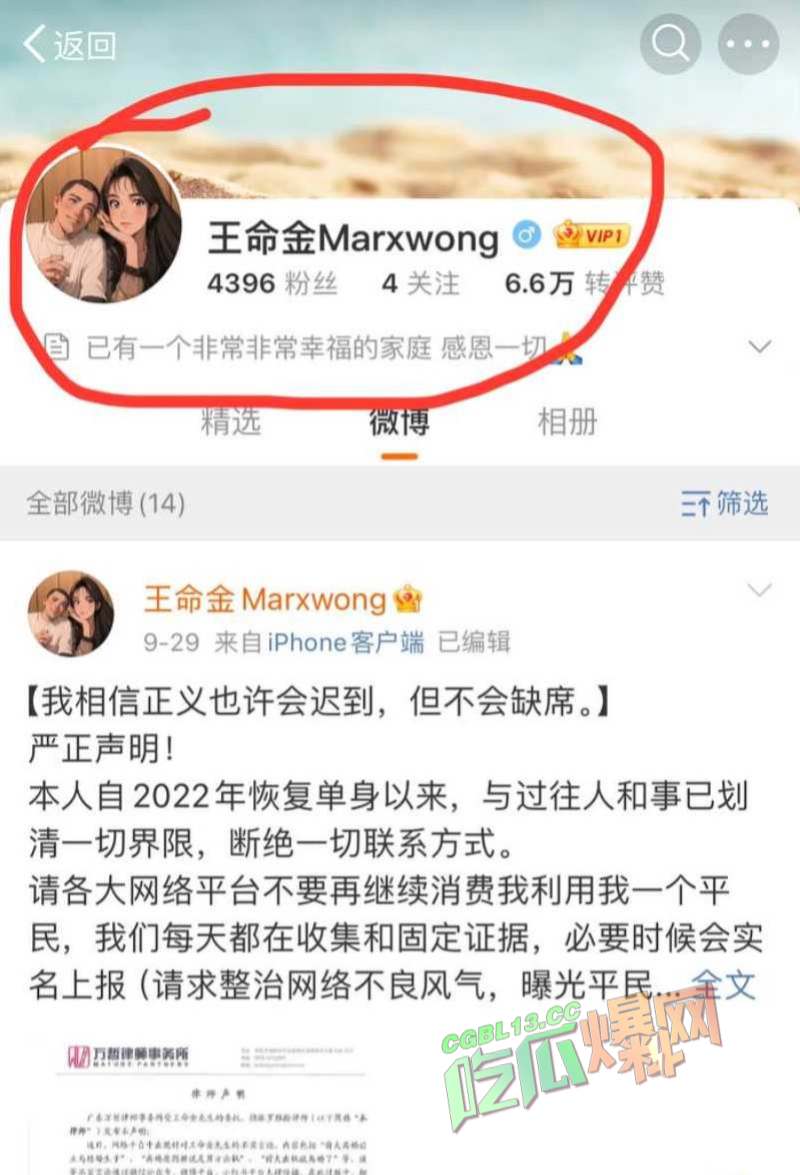 返回
王命金Marxwong VIP1
4396 粉丝 4 关注 6.6万 转评赞
已有一个非常非常幸福的家庭 感恩一切
精选 微博 相册
全部微博(14) 筛选
王命金Marxwong
9-29 来自iPhone客户端 已编辑
【我相信正义也许会迟到，但不会缺席。】
严正声明！
本人自2022年恢复单身以来，与过往人和事已划
清一切界限，断绝一切联系方式。
请各大网络平台不要再继续消费我利用我一个平
民，我们每天都在收集和固定证据，必要时候会实
名上报（请求整治网络不良风气，曝光平民... 全文
CGBL13.CC
吃瓜爆网
万哲律师事务所
律师声明